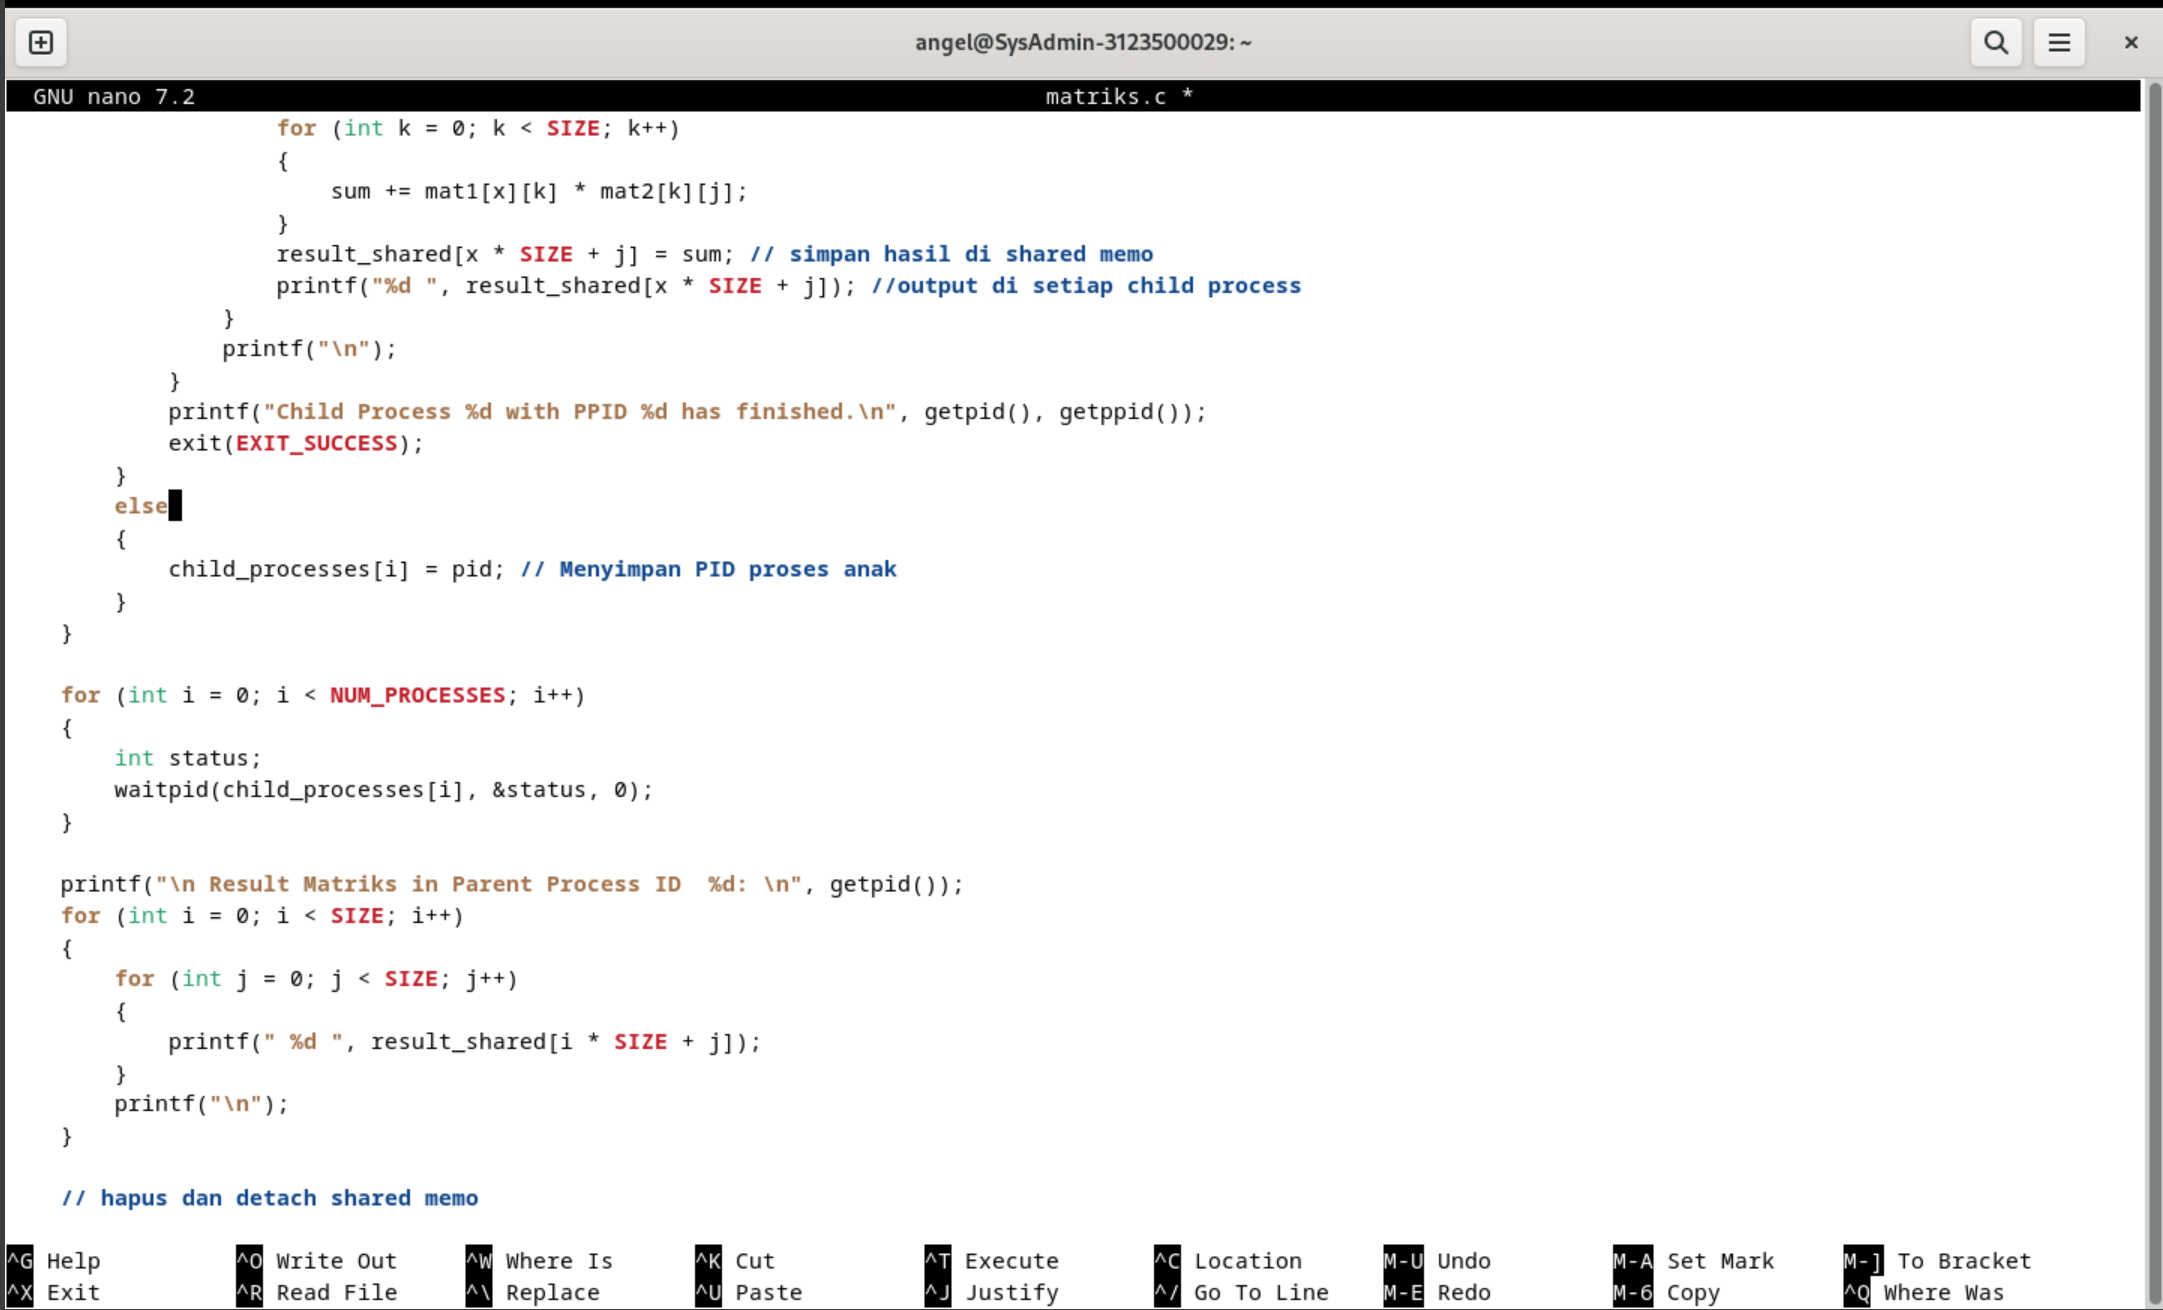 angel@SysAdmin-3123500029: ~
GNU nano 7.2 matriks.c *
                    for (int k = 0; k < SIZE; k++)
                    {
                        sum += mat1[x][k] * mat2[k][j];
                    }
                    result_shared[x * SIZE + j] = sum; // simpan hasil di shared memo
                    printf("%d ", result_shared[x * SIZE + j]); //output di setiap child process
                }
                printf("\n");
            }
            printf("Child Process %d with PPID %d has finished.\n", getpid(), getppid());
            exit(EXIT_SUCCESS);
        }
        else
        {
            child_processes[i] = pid; // Menyimpan PID proses anak
        }
    }

    for (int i = 0; i < NUM_PROCESSES; i++)
    {
        int status;
        waitpid(child_processes[i], &status, 0);
    }

    printf("\n Result Matriks in Parent Process ID  %d: \n", getpid());
    for (int i = 0; i < SIZE; i++)
    {
        for (int j = 0; j < SIZE; j++)
        {
            printf(" %d ", result_shared[i * SIZE + j]);
        }
        printf("\n");
    }

    // hapus dan detach shared memo
^G Help ^O Write Out ^W Where Is ^K Cut ^T Execute ^C Location M-U Undo M-A Set Mark M-] To Bracket
^X Exit ^R Read File ^\ Replace ^U Paste ^J Justify ^/ Go To Line M-E Redo M-6 Copy ^Q Where Was